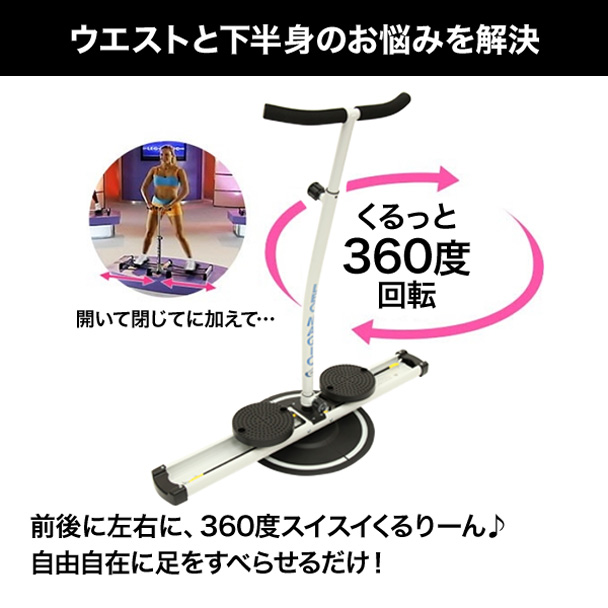 ウエストと下半身のお悩みを解決
くるっと
360度
回転
開いて閉じてに加えて…
前後に左右に、360度スイスイくるりーん♪
自由自在に足をすべらせるだけ！